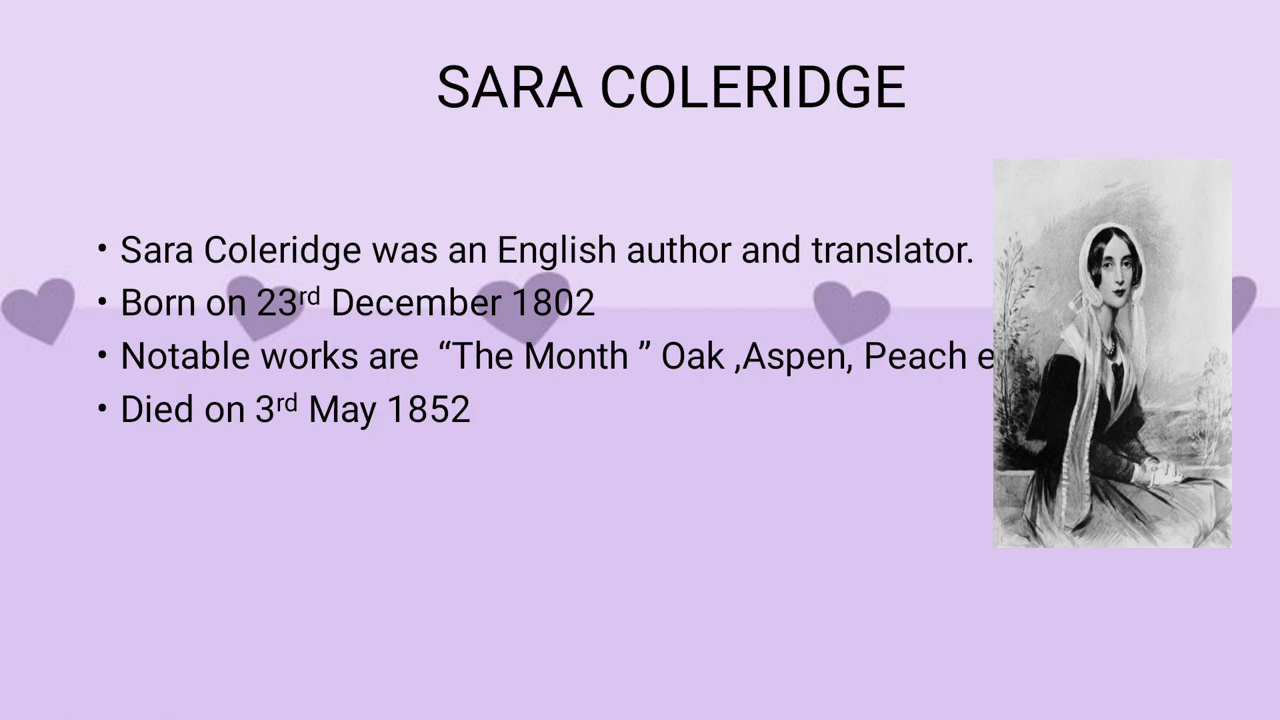 SARA COLERIDGE
• Sara Coleridge was an English author and translator.
• Born on 23rd December 1802
• Notable works are “The Month ” Oak ,Aspen, Peach
• Died on 3rd May 1852